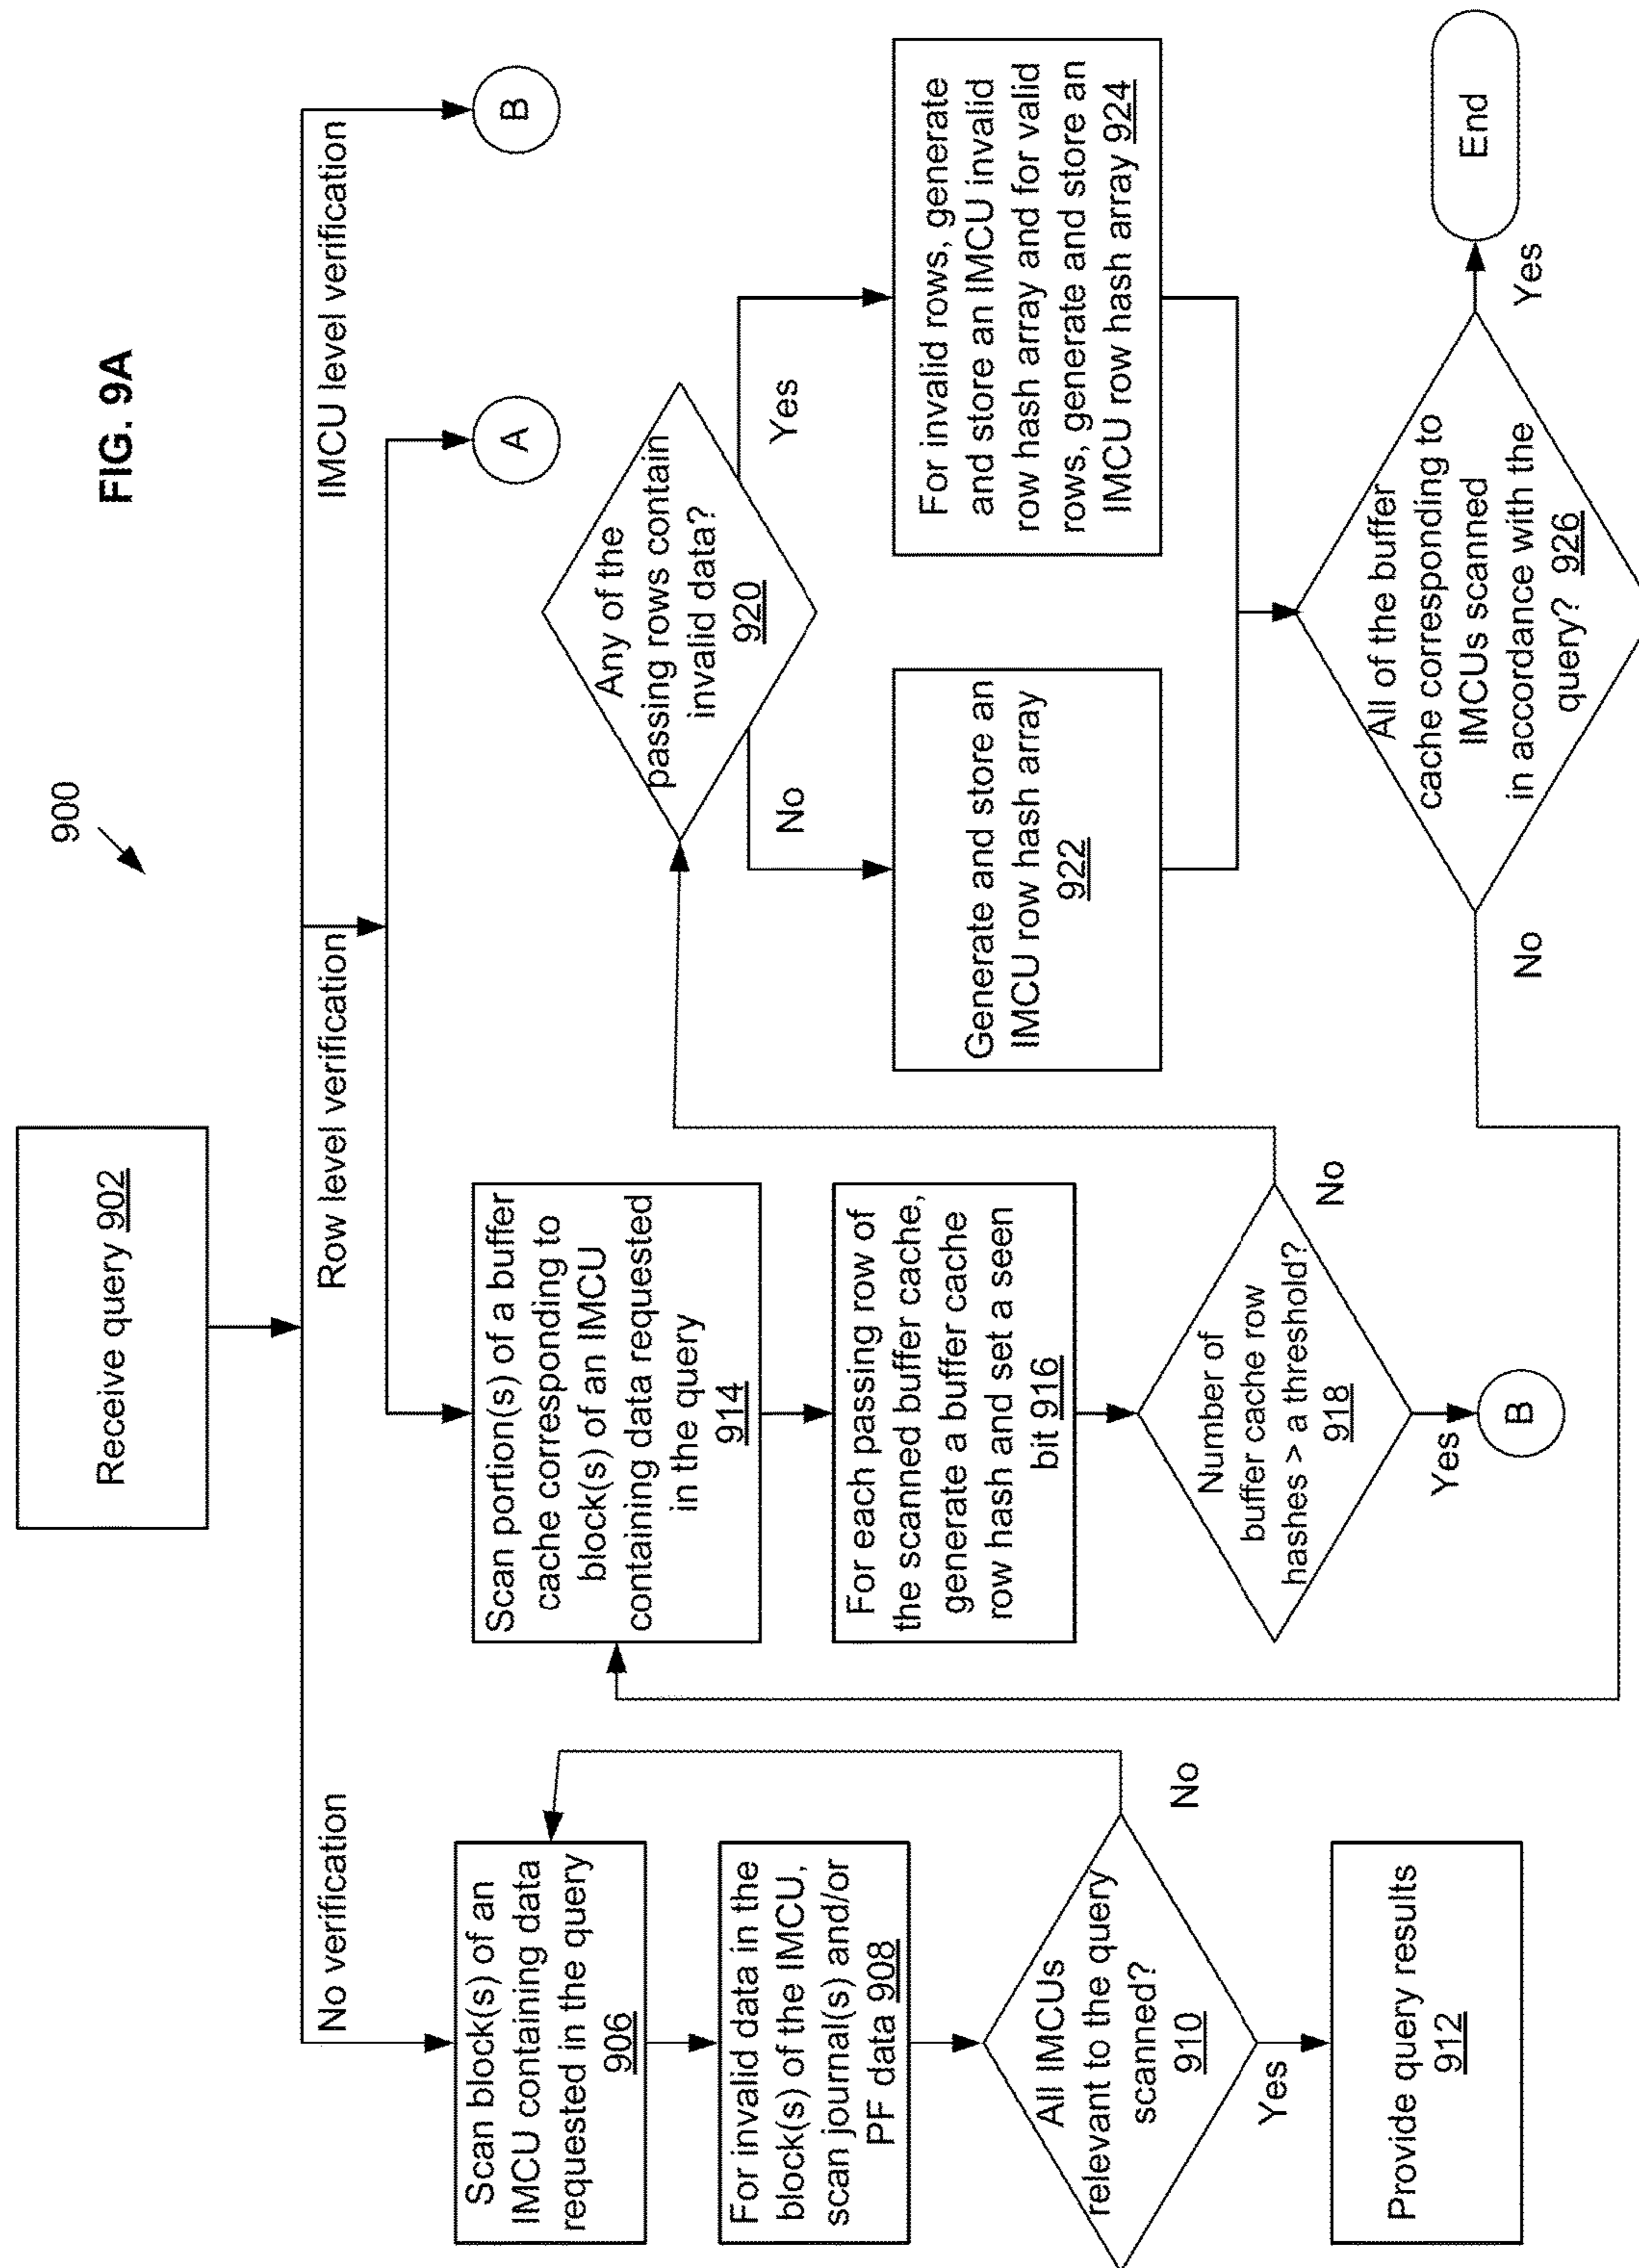 FIG. 9A
900
Receive query 902
No verification
Row level verification
IMCU level verification
Scan block(s) of an
IMCU containing data
requested in the query
906
For invalid data in the
block(s) of the IMCU,
scan journal(s) and/or
PF data 908
All IMCUs
relevant to the query
scanned?
910
No
Yes
Provide query results
912
Scan portion(s) of a buffer
cache corresponding to
block(s) of an IMCU
containing data requested
in the query
914
For each passing row of
the scanned buffer cache,
generate a buffer cache
row hash and set a seen
bit 916
Number of
buffer cache row
hashes > a threshold?
918
No
Yes
B
A
B
Any of the
passing rows contain
invalid data?
920
No
Yes
Generate and store an
IMCU row hash array
922
For invalid rows, generate
and store an IMCU invalid
row hash array and for valid
rows, generate and store an
IMCU row hash array 924
All of the buffer
cache corresponding to
IMCUs scanned
in accordance with the
query? 926
No
Yes
End